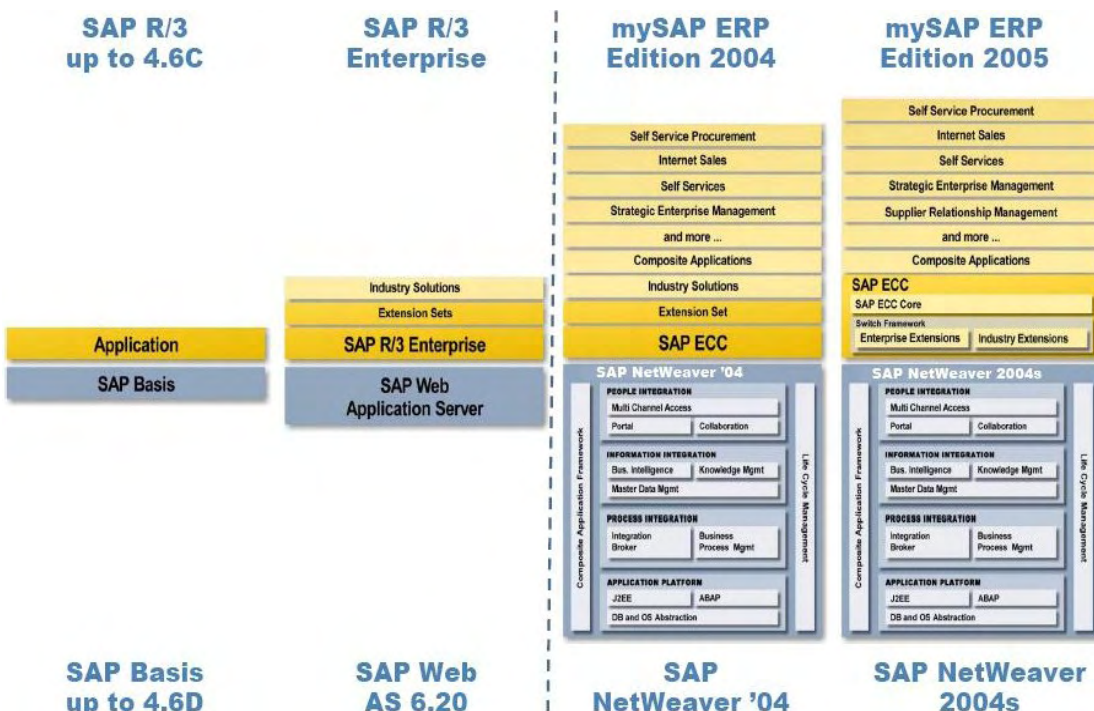 SAP R/3
up to 4.6C
SAP R/3
Enterprise
mySAP ERP
Edition 2004
mySAP ERP
Edition 2005
Application
SAP Basis
Industry Solutions
Extension Sets
SAP R/3 Enterprise
SAP Web
Application Server
Self Service Procurement
Internet Sales
Self Services
Strategic Enterprise Management
and more ...
Composite Applications
Industry Solutions
Extension Set
SAP ECC
SAP NetWeaver '04
Composite Application Framework
PEOPLE INTEGRATION
Multi Channel Access
Portal
Collaboration
INFORMATION INTEGRATION
Bus. Intelligence
Knowledge Mgmt
Master Data Mgmt
PROCESS INTEGRATION
Integration
Broker
Business
Process Mgmt
APPLICATION PLATFORM
J2EE
ABAP
DB and OS Abstraction
Life Cycle Management
Self Service Procurement
Internet Sales
Self Services
Strategic Enterprise Management
Supplier Relationship Management
and more ...
Composite Applications
SAP ECC
SAP ECC Core
Switch Framework
Enterprise Extensions
Industry Extensions
SAP NetWeaver 2004s
Composite Application Framework
PEOPLE INTEGRATION
Multi Channel Access
Portal
Collaboration
INFORMATION INTEGRATION
Bus. Intelligence
Knowledge Mgmt
Master Data Mgmt
PROCESS INTEGRATION
Integration
Broker
Business
Process Mgmt
APPLICATION PLATFORM
J2EE
ABAP
DB and OS Abstraction
Life Cycle Management
SAP Basis
up to 4.6D
SAP Web
AS 6.20
SAP
NetWeaver '04
SAP NetWeaver
2004s